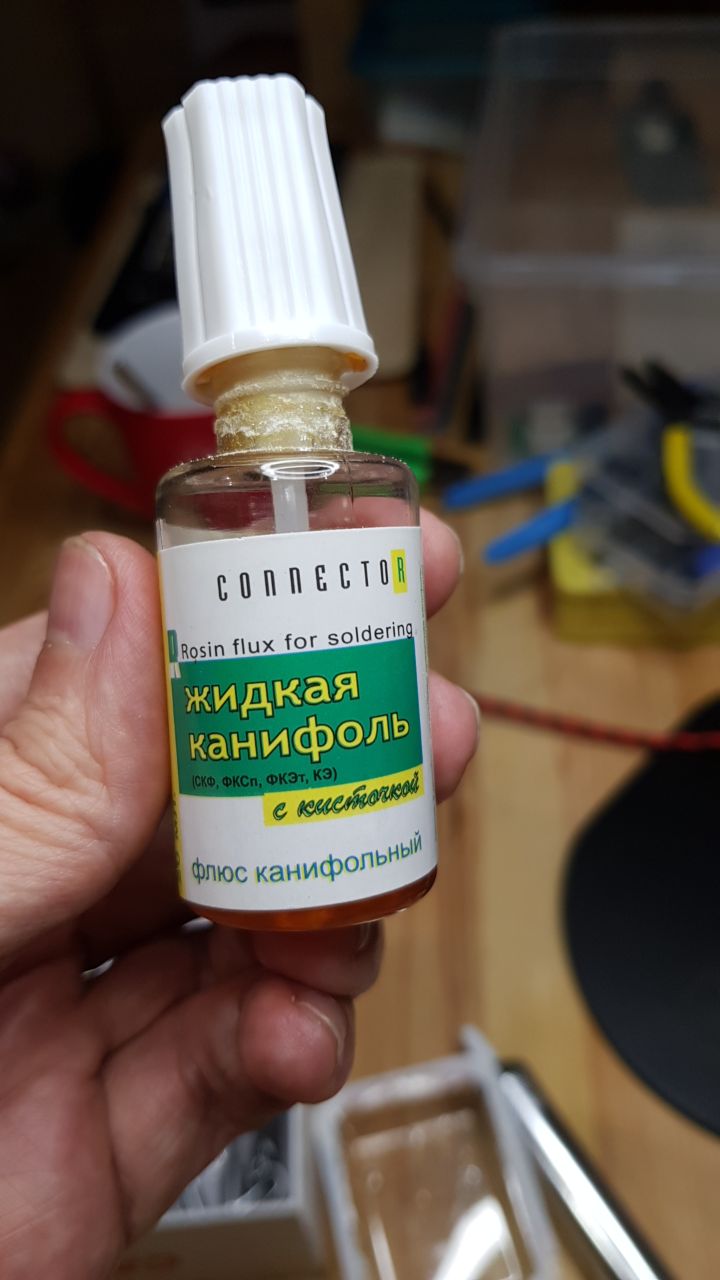 CONNECTOR
Rosin flux for soldering
жидкая
канифоль
(СКФ, ФКСп, ФКЭт, КЭ)
с кисточкой
флюс канифольный